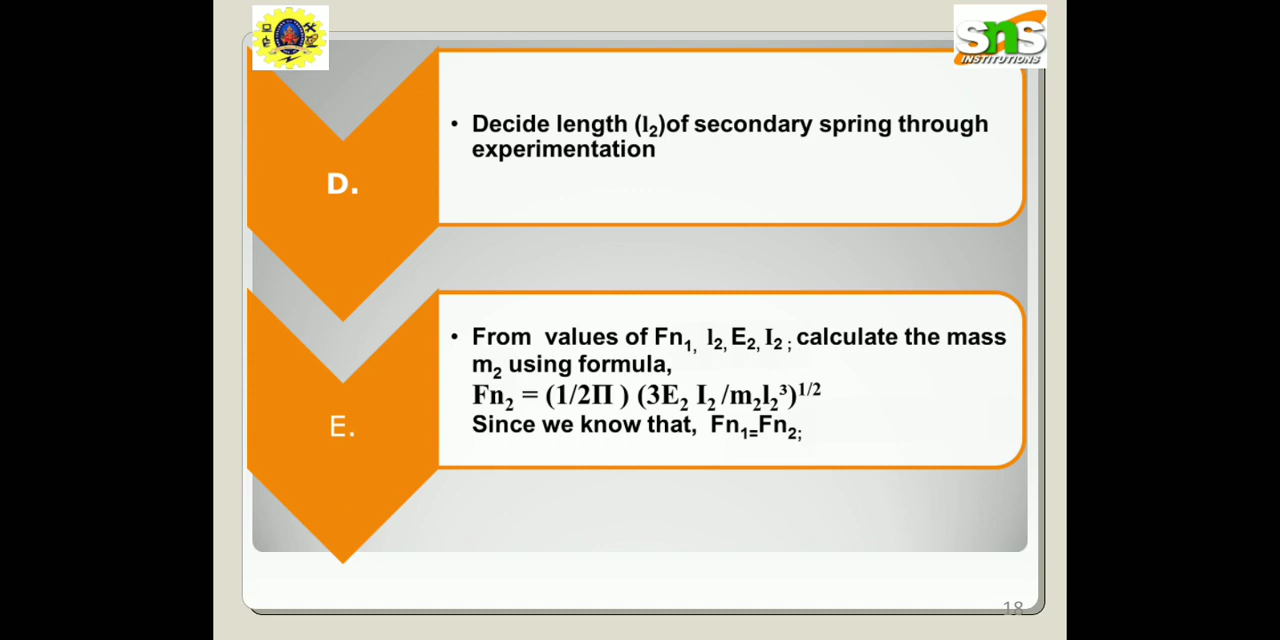 sns
INSTITUTIONS
D.
• Decide length (l₂)of secondary spring through
experimentation
E.
• From values of Fn₁, l₂, E₂, I₂ ; calculate the mass
m₂ using formula,
Fn₂ = (1/2Π ) (3E₂ I₂ /m₂l₂³)¹/²
Since we know that, Fn₁=Fn₂;
18